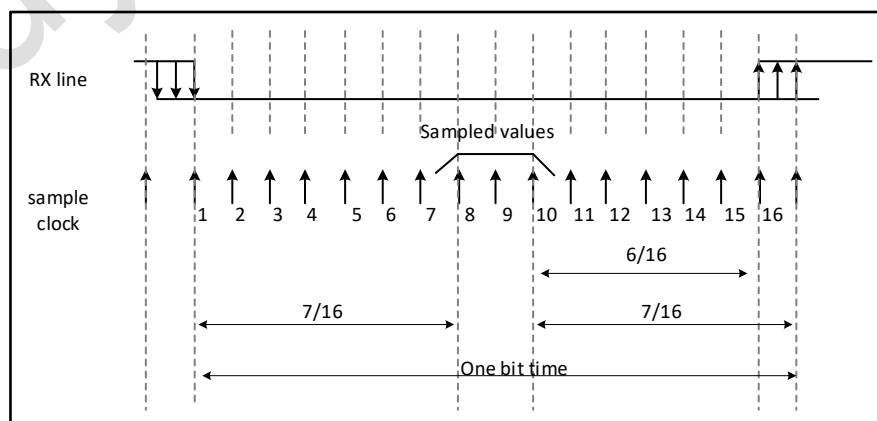 RX line
Sampled values
sample
clock
1 2 3 4 5 6 7 8 9 10 11 12 13 14 15 16
6/16
7/16 7/16
One bit time